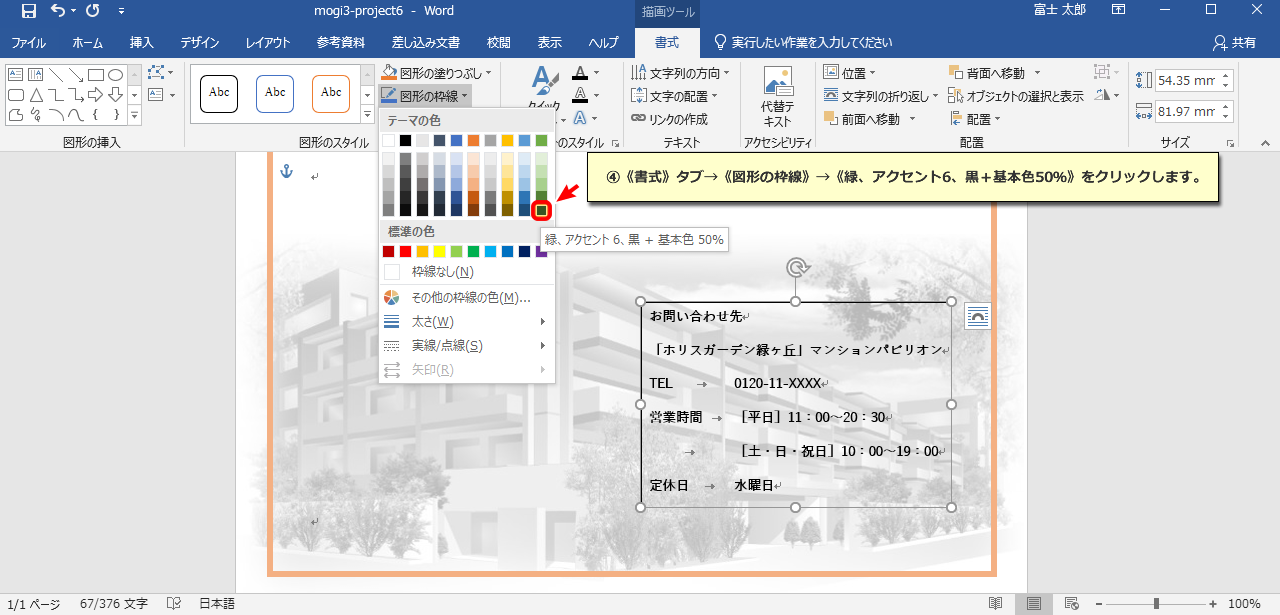 mogi3-project6 - Word
描画ツール
富士 太郎
ファイル ホーム 挿入 デザイン レイアウト 参考資料 差し込み文書 校閲 表示 ヘルプ 書式 実行したい作業を入力してください 共有
Abc Abc Abc
図形の塗りつぶし
図形の枠線
クイック
文字列の方向
文字の配置
リンクの作成
代替テ
キスト
位置
文字列の折り返し
前面へ移動
背面へ移動
オブジェクトの選択と表示
配置
54.35 mm
81.97 mm
図形の挿入 図形のスタイル のスタイル テキスト アクセシビリティ 配置 サイズ
テーマの色
標準の色
枠線なし(N)
その他の枠線の色(M)...
太さ(W)
実線/点線(S)
矢印(R)
④《書式》タブ→《図形の枠線》→《緑、アクセント6、黒＋基本色50%》をクリックします。
緑、アクセント 6、黒 + 基本色 50%
お問い合わせ先
「ホリスガーデン緑ヶ丘」マンションパビリオン
TEL → 0120-11-XXXX
営業時間 → ［平日］11：00～20：30
→ ［土・日・祝日］10：00～19：00
定休日 → 水曜日
1/1 ページ 67/376 文字 日本語 100%